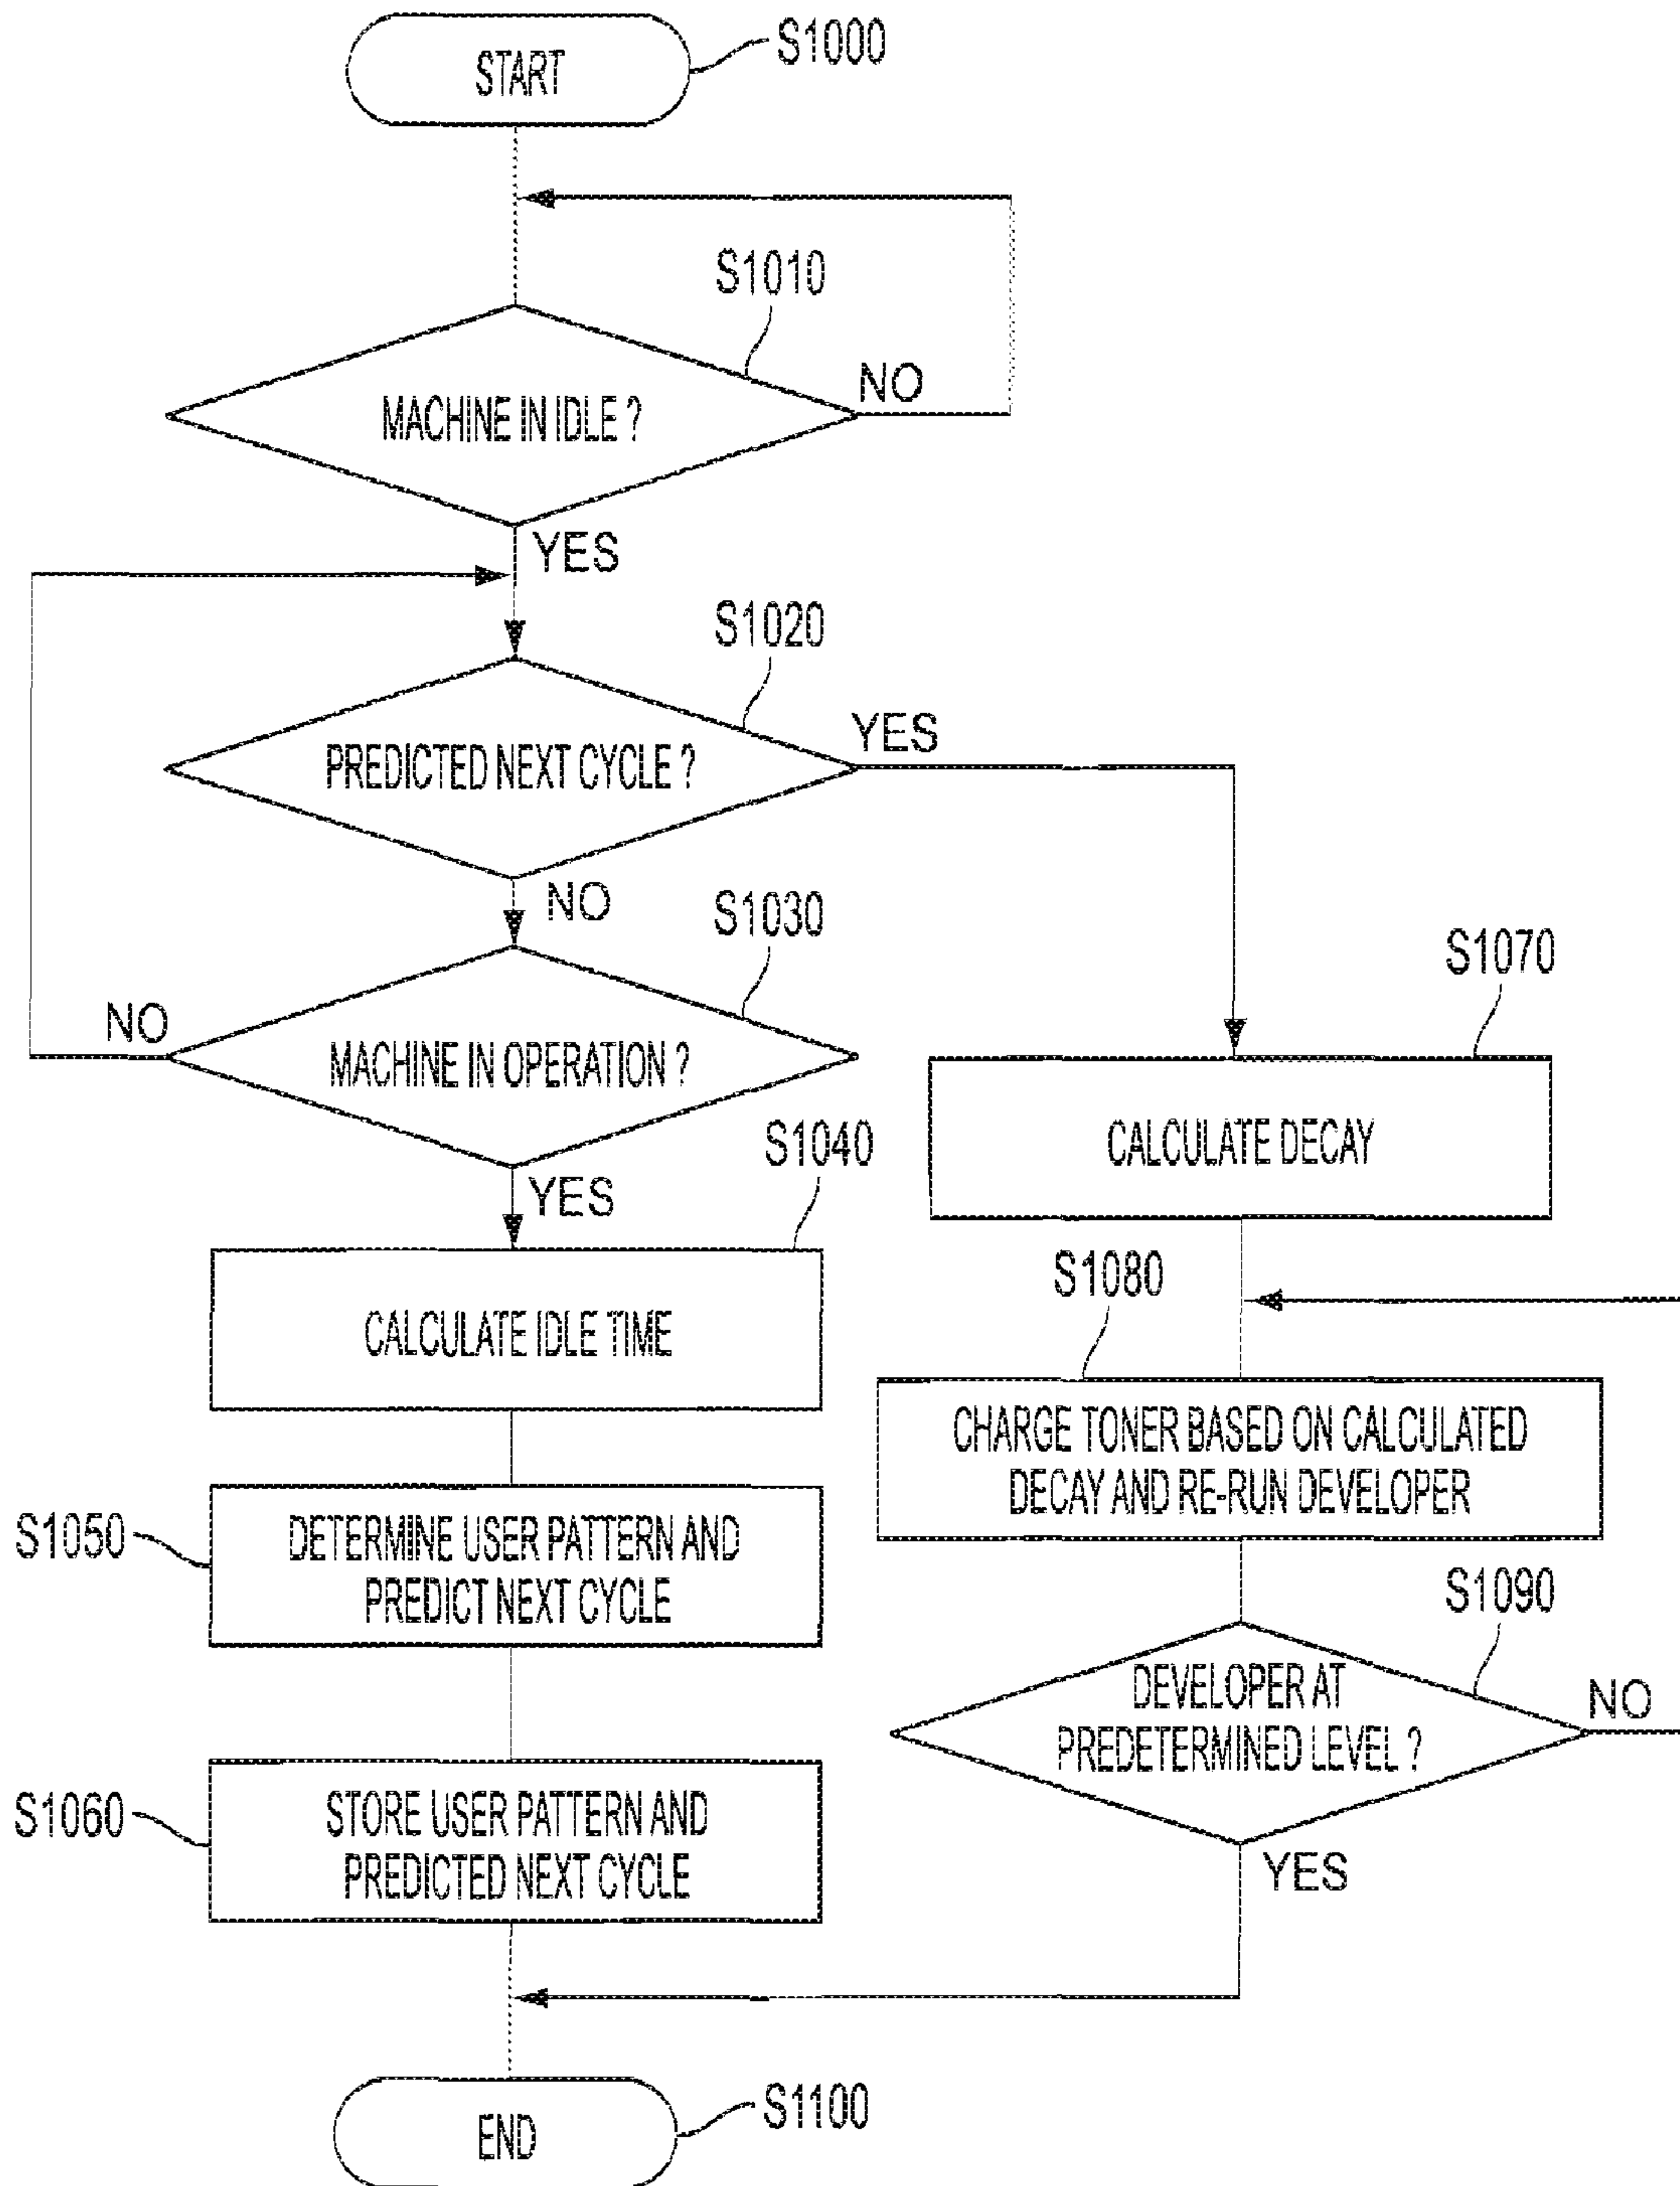 START
S1000
S1010
MACHINE IN IDLE ?
NO
YES
S1020
PREDICTED NEXT CYCLE ?
YES
NO
S1030
MACHINE IN OPERATION ?
NO
YES
S1040
CALCULATE IDLE TIME
S1050
DETERMINE USER PATTERN AND
PREDICT NEXT CYCLE
S1060
STORE USER PATTERN AND
PREDICTED NEXT CYCLE
S1070
CALCULATE DECAY
S1080
CHARGE TONER BASED ON CALCULATED
DECAY AND RE-RUN DEVELOPER
S1090
DEVELOPER AT
PREDETERMINED LEVEL ?
NO
YES
END
S1100